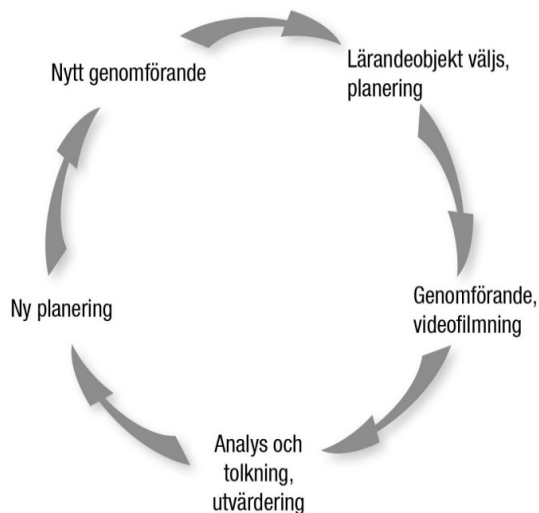 Nytt genomförande
Lärandeobjekt väljs,
planering
Genomförande,
videofilmning
Analys och
tolkning,
utvärdering
Ny planering